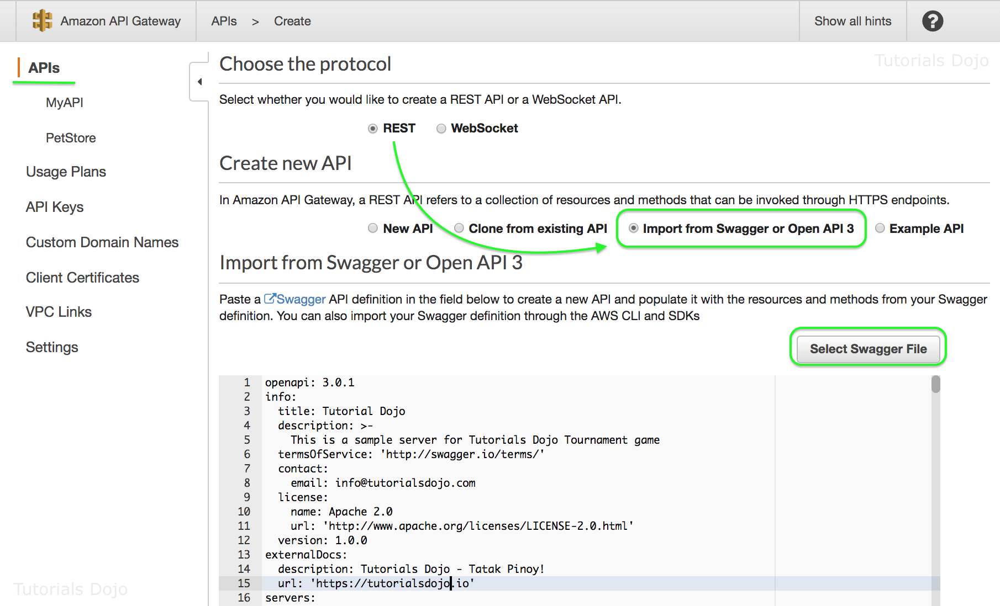 Amazon API Gateway
APIs > Create
Show all hints
?
APIs
MyAPI
PetStore
Usage Plans
API Keys
Custom Domain Names
Client Certificates
VPC Links
Settings
Tutorials Dojo
Choose the protocol
Tutorials Dojo
Select whether you would like to create a REST API or a WebSocket API.
REST WebSocket
Create new API
In Amazon API Gateway, a REST API refers to a collection of resources and methods that can be invoked through HTTPS endpoints.
New API Clone from existing API Import from Swagger or Open API 3 Example API
Import from Swagger or Open API 3
Paste a Swagger API definition in the field below to create a new API and populate it with the resources and methods from your Swagger
definition. You can also import your Swagger definition through the AWS CLI and SDKs
Select Swagger File
1 openapi: 3.0.1
2 info:
3 title: Tutorial Dojo
4 description: >-
5 This is a sample server for Tutorials Dojo Tournament game
6 termsOfService: 'http://swagger.io/terms/'
7 contact:
8 email: info@tutorialsdojo.com
9 license:
10 name: Apache 2.0
11 url: 'http://www.apache.org/licenses/LICENSE-2.0.html'
12 version: 1.0.0
13 externalDocs:
14 description: Tutorials Dojo - Tatak Pinoy!
15 url: 'https://tutorialsdojo.io'
16 servers: